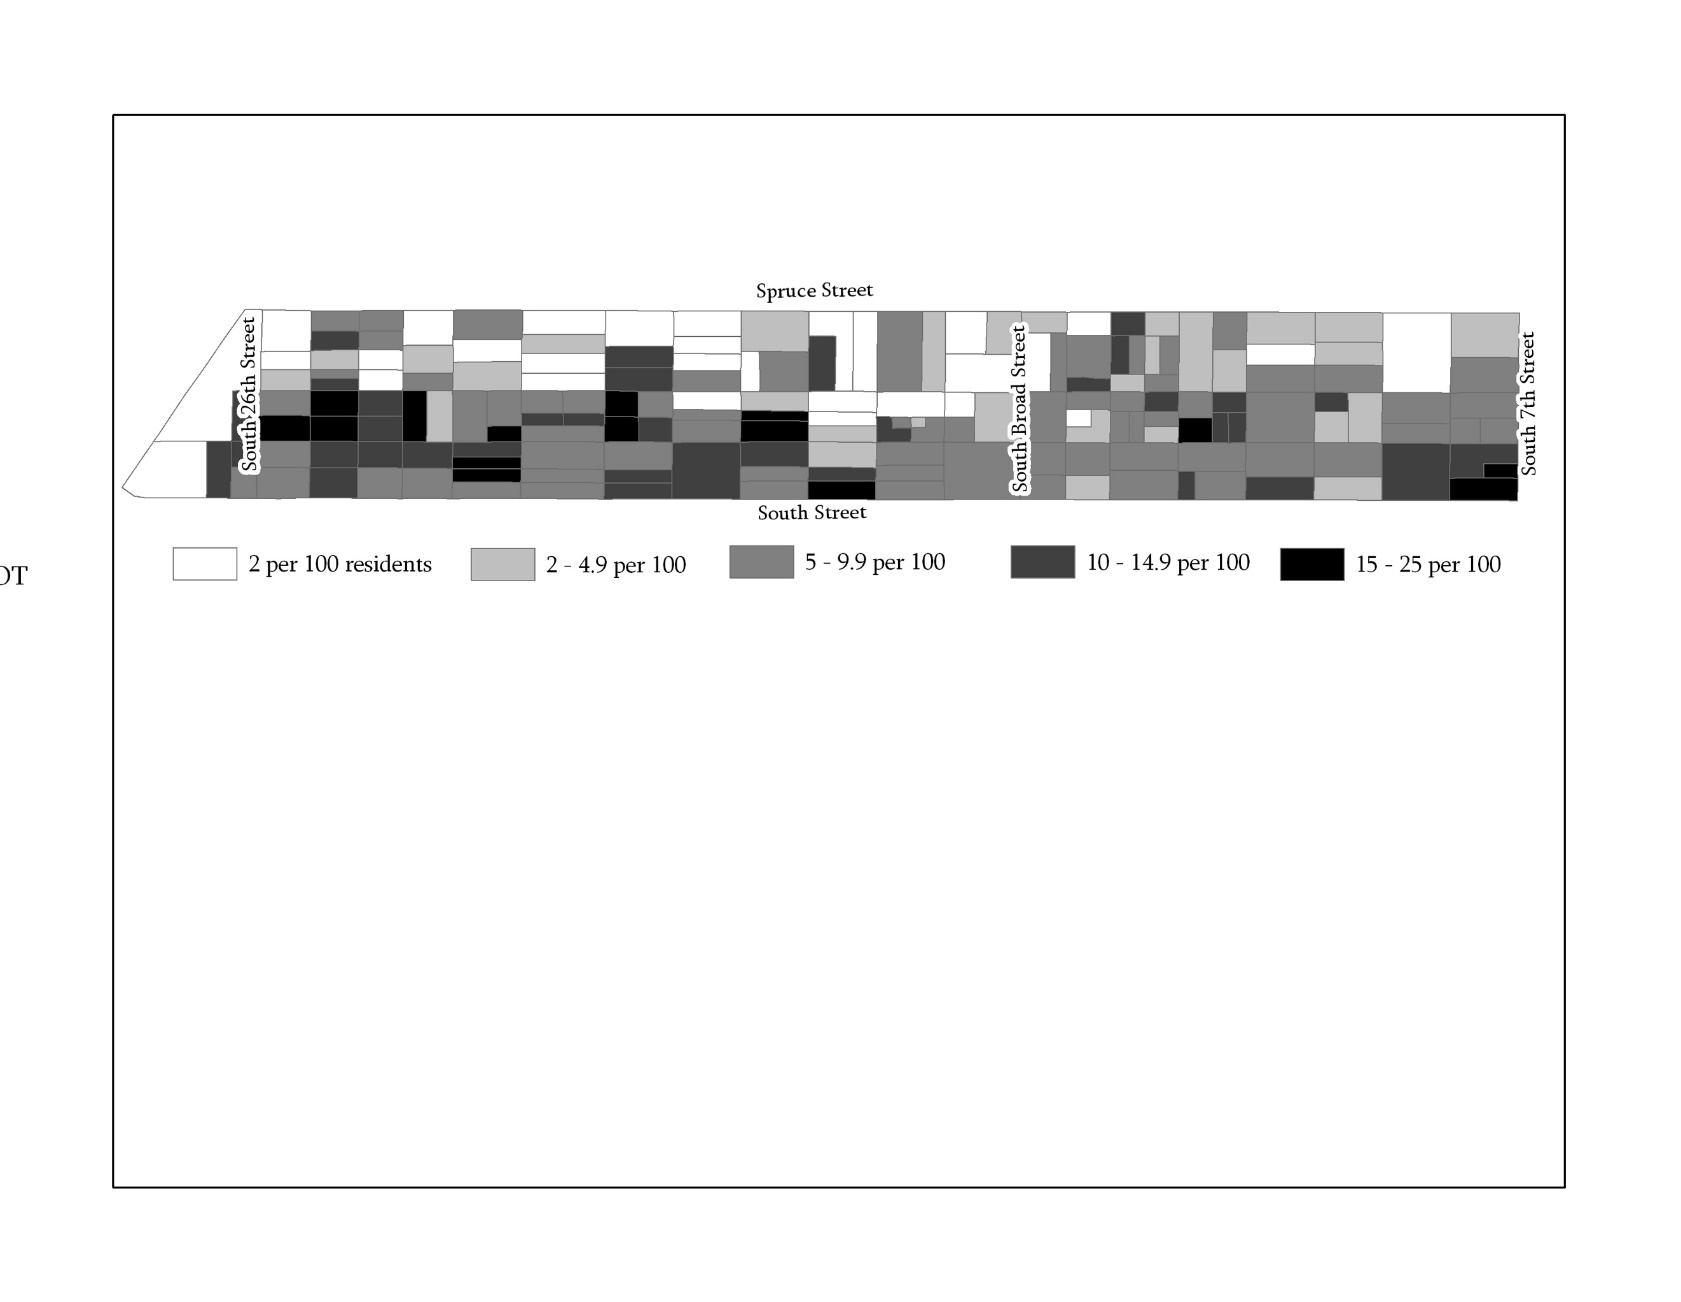 Spruce Street
South 26th Street
South Broad Street
South 7th Street
South Street
2 per 100 residents
2 - 4.9 per 100
5 - 9.9 per 100
10 - 14.9 per 100
15 - 25 per 100
OT